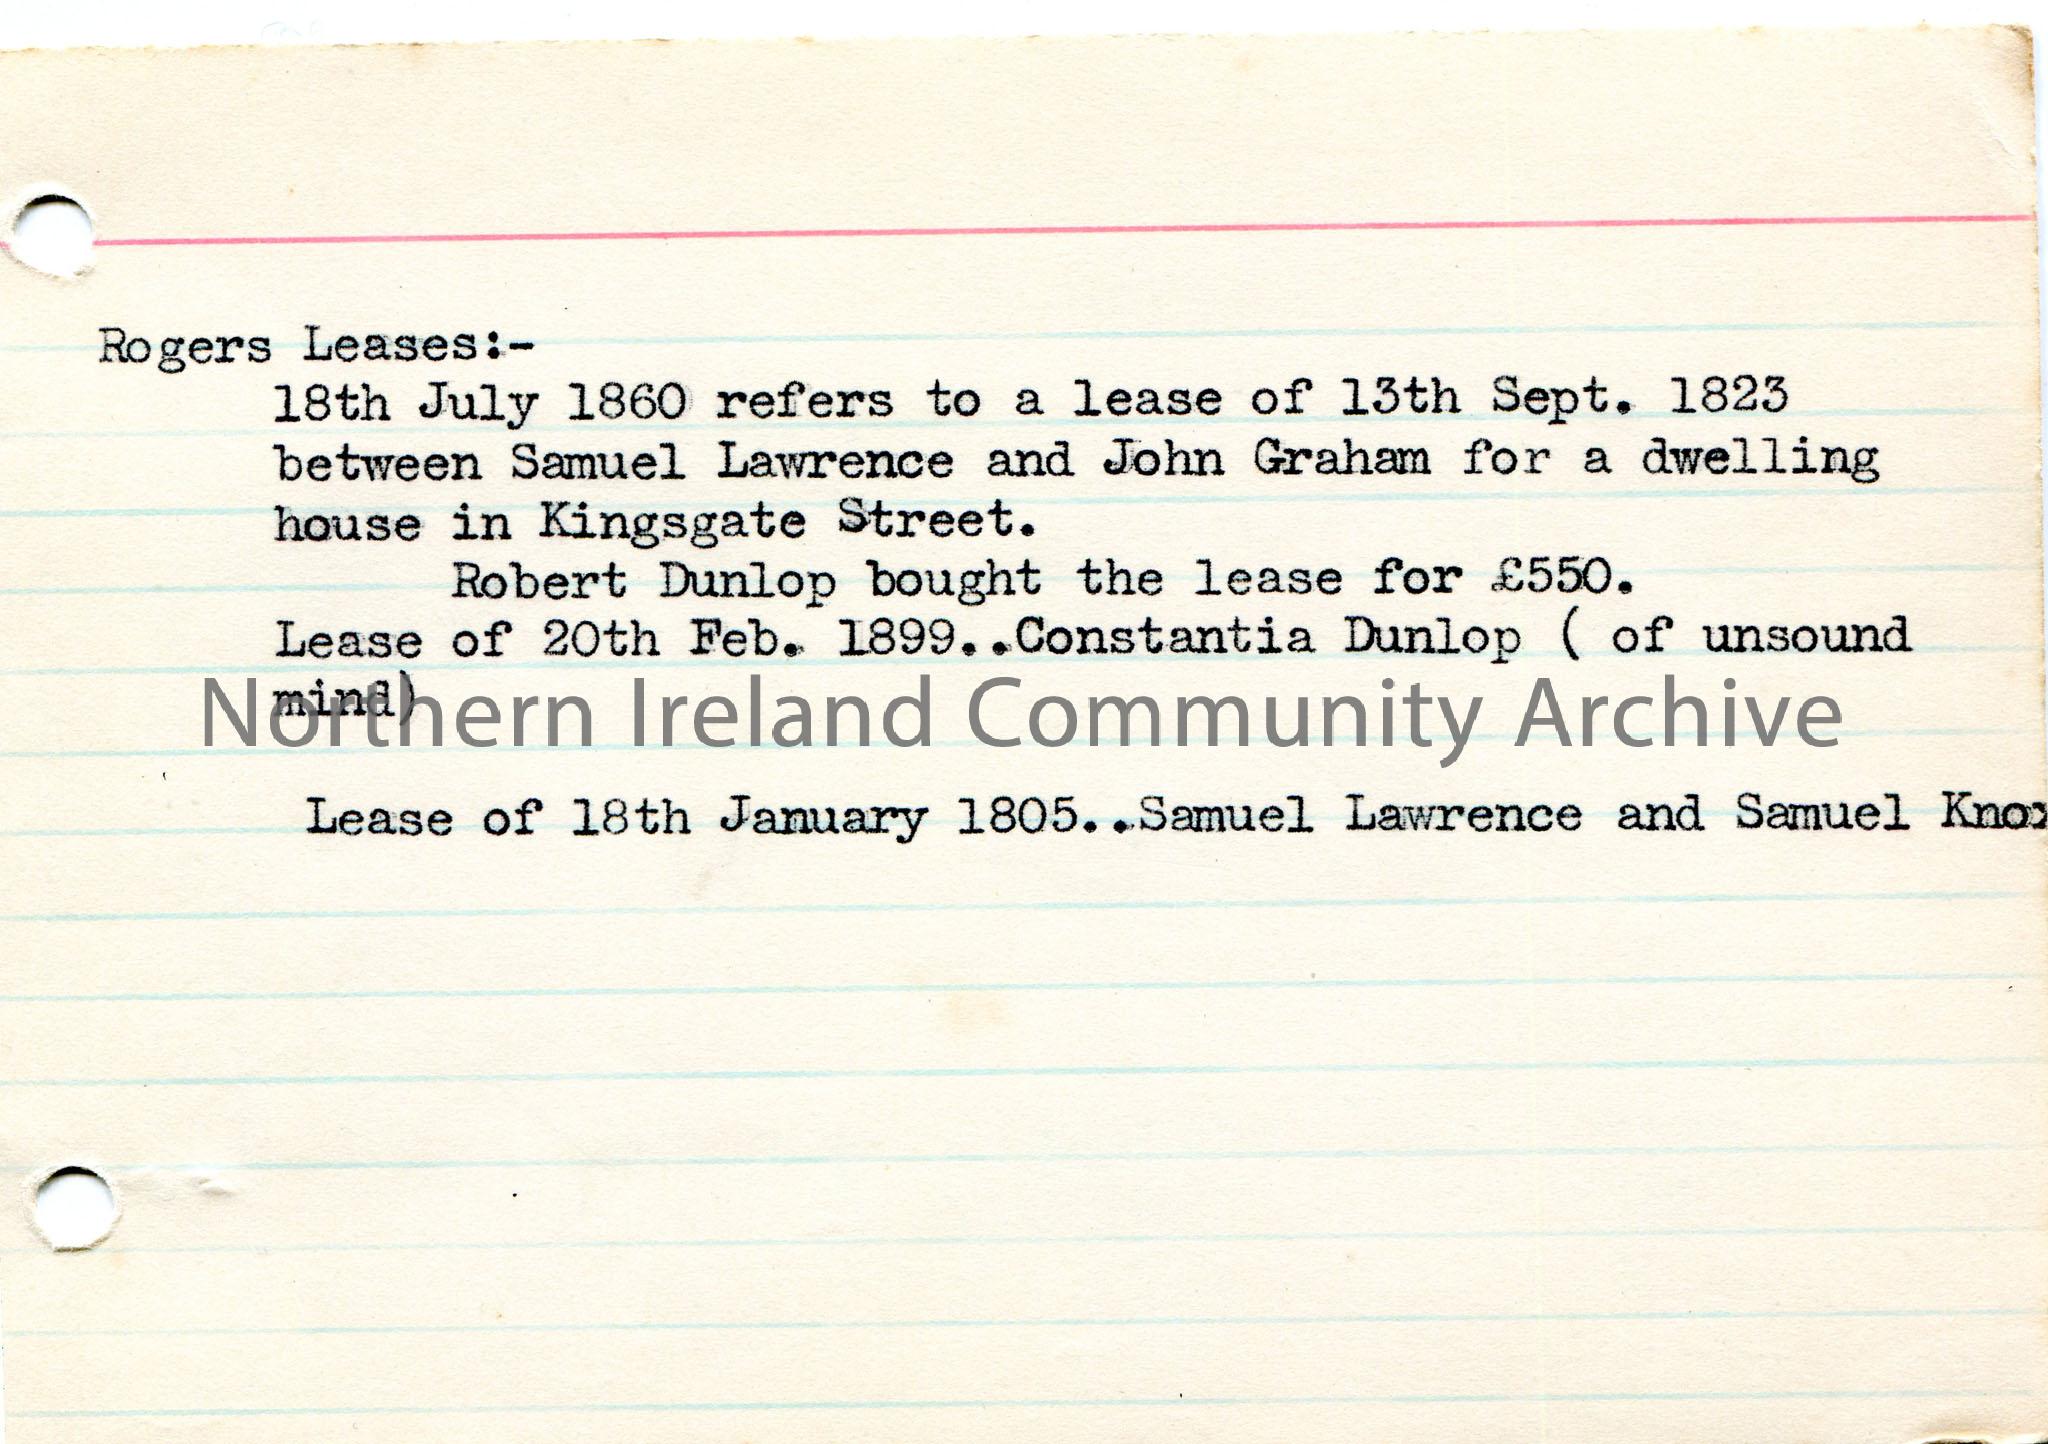 Rogers Leases:-
18th July 1860 refers to a lease of 13th Sept. 1823
between Samuel Lawrence and John Graham for a dwelling
house in Kingsgate Street.
Robert Dunlop bought the lease for £550.
Lease of 20th Feb. 1899..Constantia Dunlop ( of unsound
mind)
Northern Ireland Community Archive
Lease of 18th January 1805..Samuel Lawrence and Samuel Knox